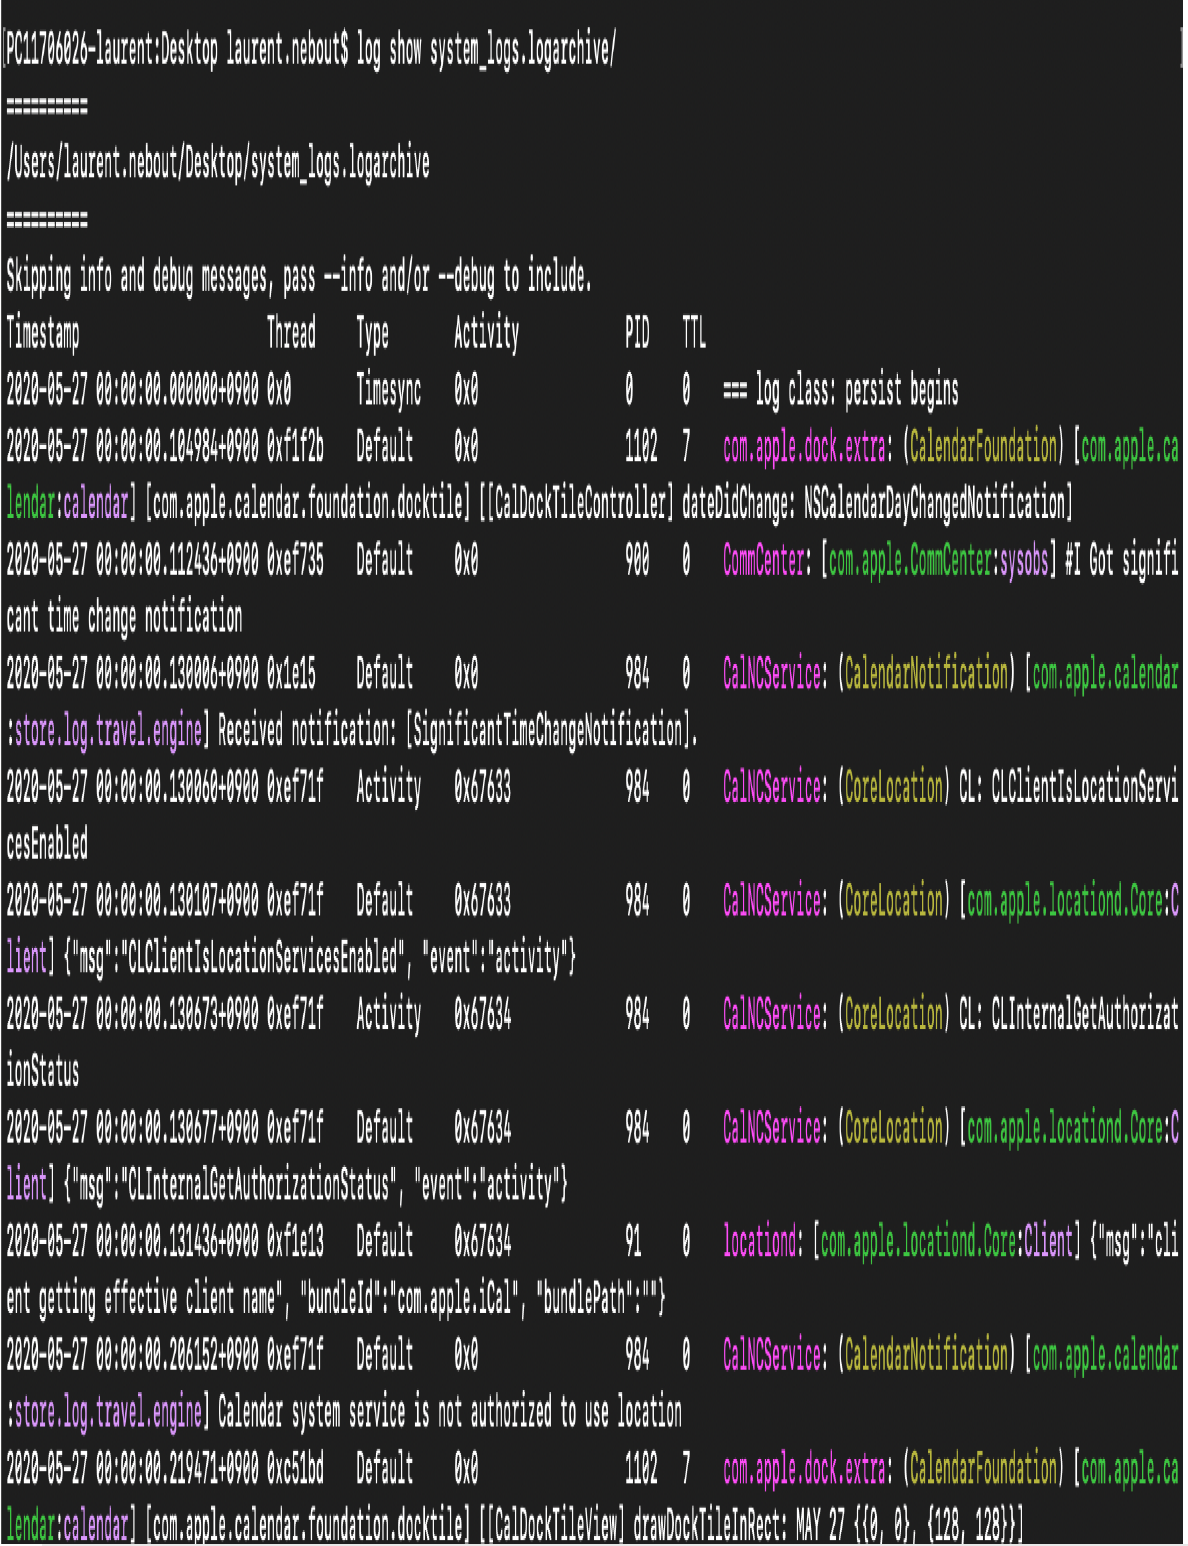 [PC11706026-laurent:Desktop laurent.nebout$ log show system_logs.logarchive/ ]
==========
/Users/laurent.nebout/Desktop/system_logs.logarchive
==========
Skipping info and debug messages, pass --info and/or --debug to include.
Timestamp Thread Type Activity PID TTL
2020-05-27 00:00:00.000000+0900 0x0 Timesync 0x0 0 0 === log class: persist begins
2020-05-27 00:00:00.104984+0900 0xf1f2b Default 0x0 1102 7 com.apple.dock.extra: (CalendarFoundation) [com.apple.ca
lendar:calendar] [com.apple.calendar.foundation.docktile] [[CalDockTileController] dateDidChange: NSCalendarDayChangedNotification]
2020-05-27 00:00:00.112436+0900 0xef735 Default 0x0 900 0 CommCenter: [com.apple.CommCenter:sysobs] #I Got signifi
cant time change notification
2020-05-27 00:00:00.130006+0900 0x1e15 Default 0x0 984 0 CalNCService: (CalendarNotification) [com.apple.calendar
:store.log.travel.engine] Received notification: [SignificantTimeChangeNotification].
2020-05-27 00:00:00.130060+0900 0xef71f Activity 0x67633 984 0 CalNCService: (CoreLocation) CL: CLClientIsLocationServi
cesEnabled
2020-05-27 00:00:00.130107+0900 0xef71f Default 0x67633 984 0 CalNCService: (CoreLocation) [com.apple.locationd.Core:C
lient] {"msg":"CLClientIsLocationServicesEnabled", "event":"activity"}
2020-05-27 00:00:00.130673+0900 0xef71f Activity 0x67634 984 0 CalNCService: (CoreLocation) CL: CLInternalGetAuthorizat
ionStatus
2020-05-27 00:00:00.130677+0900 0xef71f Default 0x67634 984 0 CalNCService: (CoreLocation) [com.apple.locationd.Core:C
lient] {"msg":"CLInternalGetAuthorizationStatus", "event":"activity"}
2020-05-27 00:00:00.131436+0900 0xf1e13 Default 0x67634 91 0 locationd: [com.apple.locationd.Core:Client] {"msg":"cli
ent getting effective client name", "bundleId":"com.apple.iCal", "bundlePath":""}
2020-05-27 00:00:00.206152+0900 0xef71f Default 0x0 984 0 CalNCService: (CalendarNotification) [com.apple.calendar
:store.log.travel.engine] Calendar system service is not authorized to use location
2020-05-27 00:00:00.219471+0900 0xc51bd Default 0x0 1102 7 com.apple.dock.extra: (CalendarFoundation) [com.apple.ca
lendar:calendar] [com.apple.calendar.foundation.docktile] [[CalDockTileView] drawDockTileInRect: MAY 27 {{0, 0}, {128, 128}}]